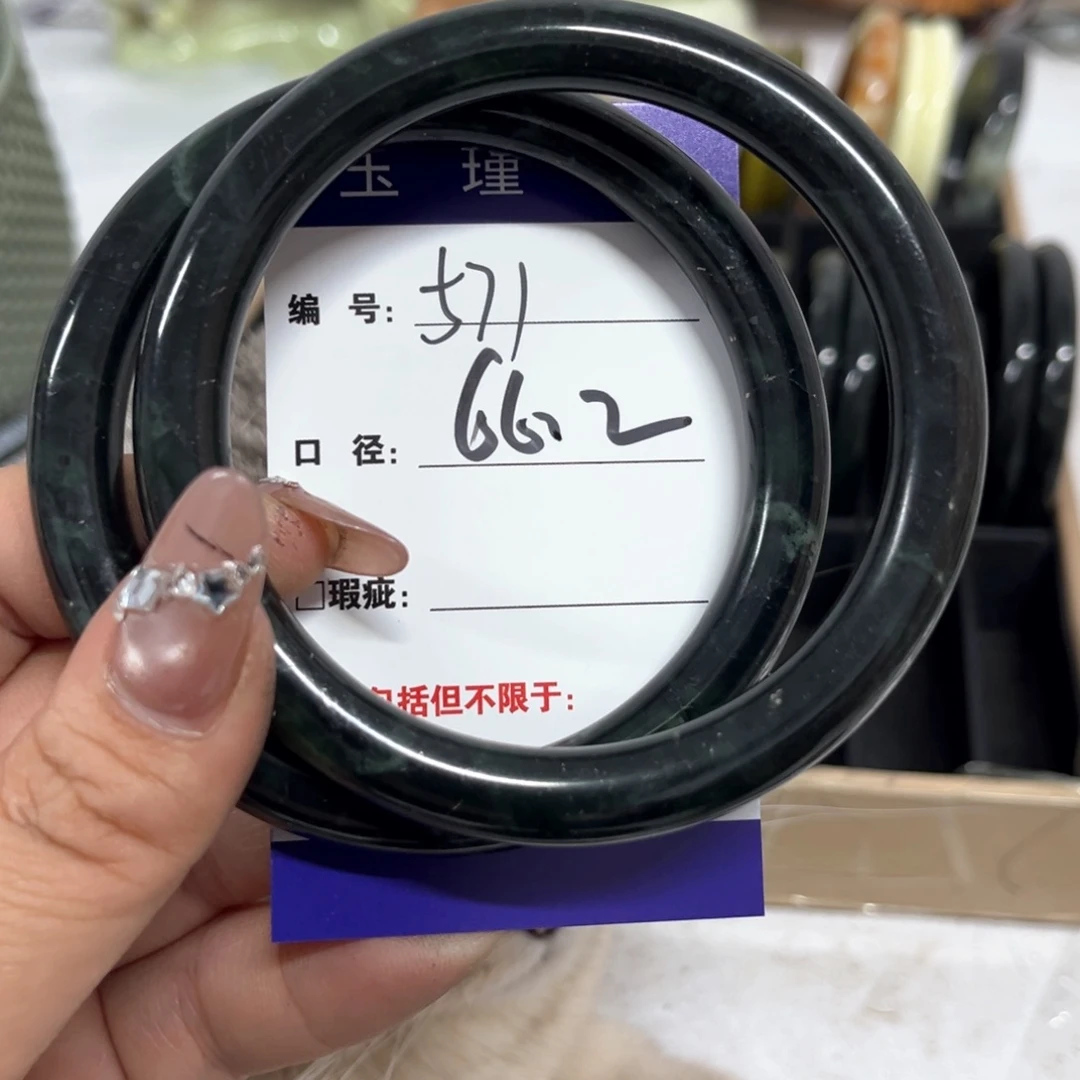 玉 瑾
编 号: 571
口 径: 66.2
□瑕疵:
包括但不限于: